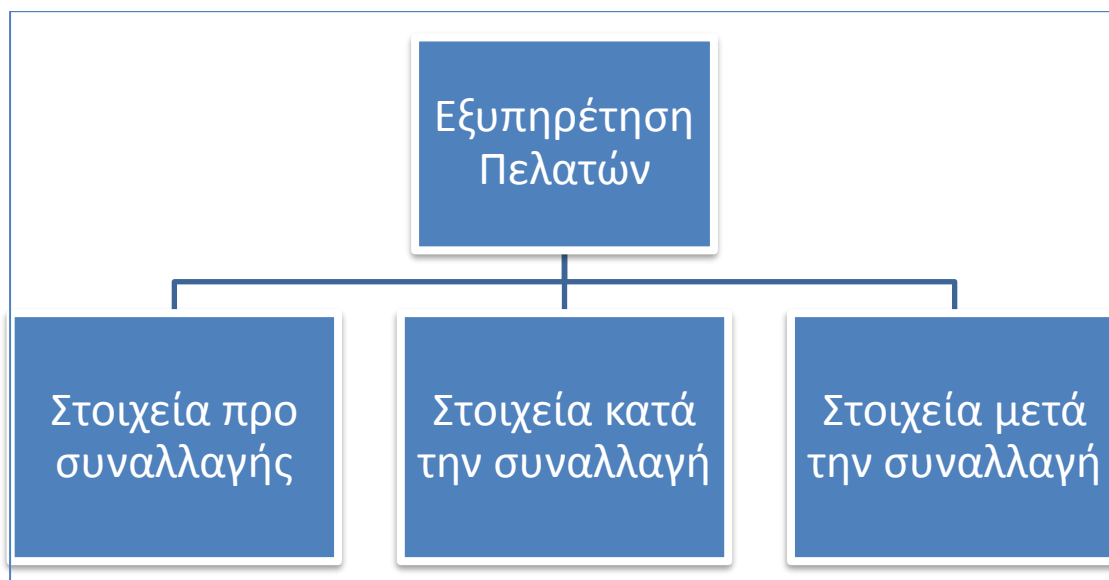 Εξυπηρέτηση
Πελατών
Στοιχεία προ
συναλλαγής
Στοιχεία κατά
την συναλλαγή
Στοιχεία μετά
την συναλλαγή